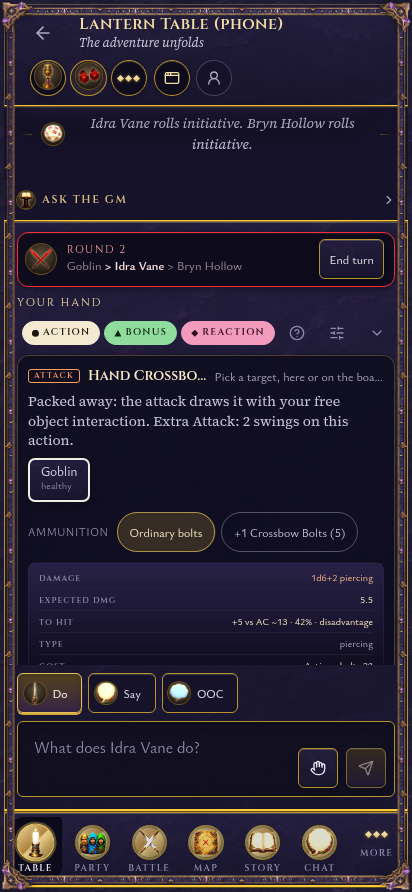 Lantern Table (phone)
The adventure unfolds
Idra Vane rolls initiative. Bryn Hollow rolls
initiative.
ASK THE GM
ROUND 2
Goblin > Idra Vane > Bryn Hollow
End turn
YOUR HAND
ACTION
BONUS
REACTION
ATTACK
Hand Crossbo...
Pick a target, here or on the boa...
Packed away: the attack draws it with your free
object interaction. Extra Attack: 2 swings on this
action.
Goblin
healthy
AMMUNITION
Ordinary bolts
+1 Crossbow Bolts (5)
DAMAGE 1d6+2 piercing
EXPECTED DMG 5.5
TO HIT +5 vs AC ~13 · 42% · disadvantage
TYPE piercing
Do
Say
OOC
What does Idra Vane do?
TABLE
PARTY
BATTLE
MAP
STORY
CHAT
MORE